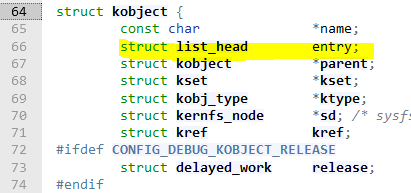 64 struct kobject {
65 const char *name;
66 struct list_head entry;
67 struct kobject *parent;
68 struct kset *kset;
69 struct kobj_type *ktype;
70 struct kernfs_node *sd; /* sysfs
71 struct kref kref;
72 #ifdef CONFIG_DEBUG_KOBJECT_RELEASE
73 struct delayed_work release;
74 #endif